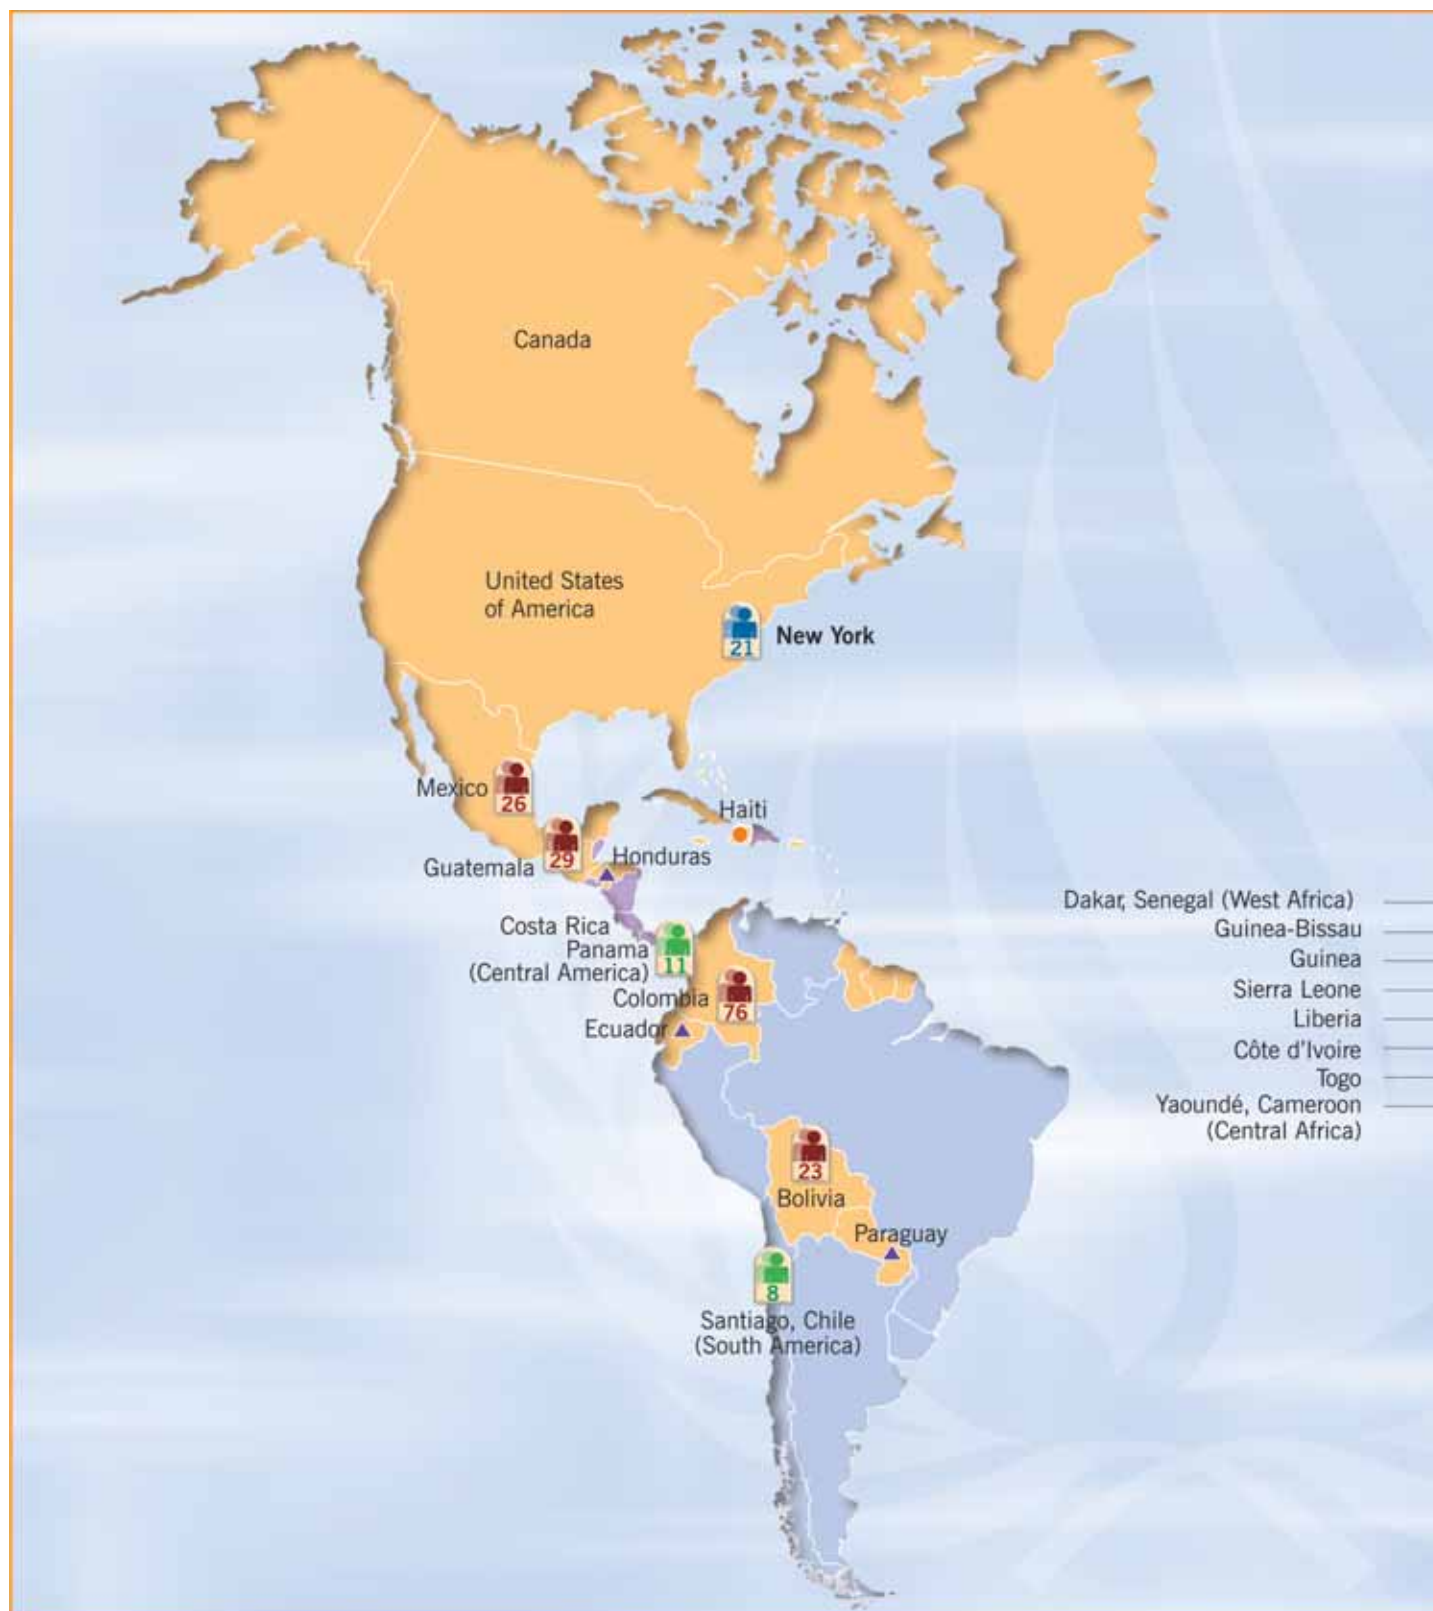 Canada
United States
of America
21
New York
Mexico
26
Haiti
Guatemala
29
Honduras
Costa Rica
Panama
(Central America)
11
Colombia
76
Ecuador
Dakar, Senegal (West Africa)
Guinea-Bissau
Guinea
Sierra Leone
Liberia
Côte d'Ivoire
Togo
Yaoundé, Cameroon
(Central Africa)
23
Bolivia
Paraguay
8
Santiago, Chile
(South America)